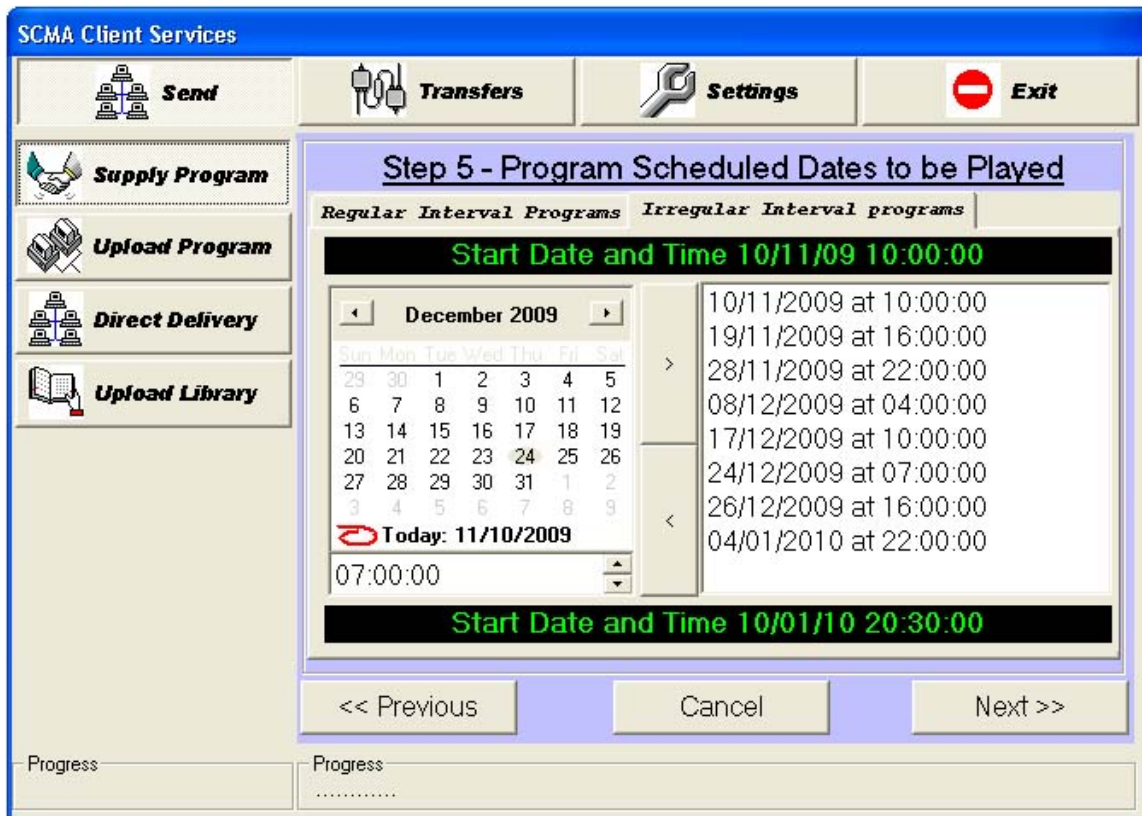 SCMA Client Services
Send
Transfers
Settings
Exit
Supply Program
Upload Program
Direct Delivery
Upload Library
Step 5 - Program Scheduled Dates to be Played
Regular Interval Programs
Irregular Interval programs
Start Date and Time 10/11/09 10:00:00
December 2009
Sun Mon Tue Wed Thu Fri Sat
29 30 1 2 3 4 5
6 7 8 9 10 11 12
13 14 15 16 17 18 19
20 21 22 23 24 25 26
27 28 29 30 31 1 2
3 4 5 6 7 8 9
Today: 11/10/2009
07:00:00
>
<
10/11/2009 at 10:00:00
19/11/2009 at 16:00:00
28/11/2009 at 22:00:00
08/12/2009 at 04:00:00
17/12/2009 at 10:00:00
24/12/2009 at 07:00:00
26/12/2009 at 16:00:00
04/01/2010 at 22:00:00
Start Date and Time 10/01/10 20:30:00
<< Previous
Cancel
Next >>
Progress
Progress
............